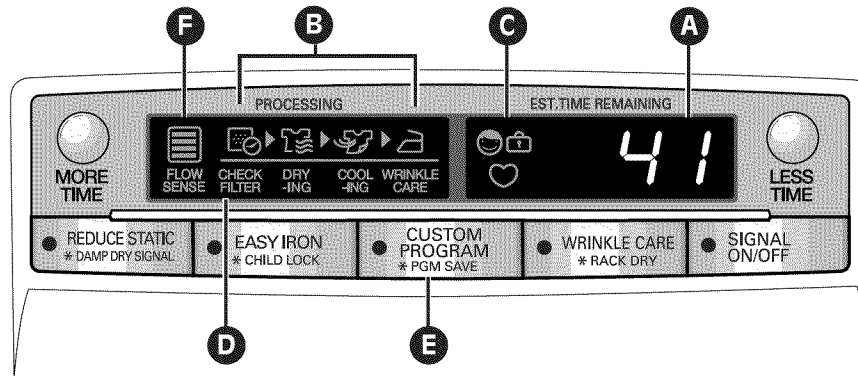 F
B
C
A
PROCESSING
EST.TIME REMAINING
MORE
TIME
FLOW
SENSE
CHECK
FILTER
DRY
-ING
COOL
-ING
WRINKLE
CARE
41
LESS
TIME
REDUCE STATIC
* DAMP DRY SIGNAL
EASY IRON
* CHILD LOCK
CUSTOM
PROGRAM
* PGM SAVE
WRINKLE CARE
* RACK DRY
SIGNAL
ON/OFF
D
E